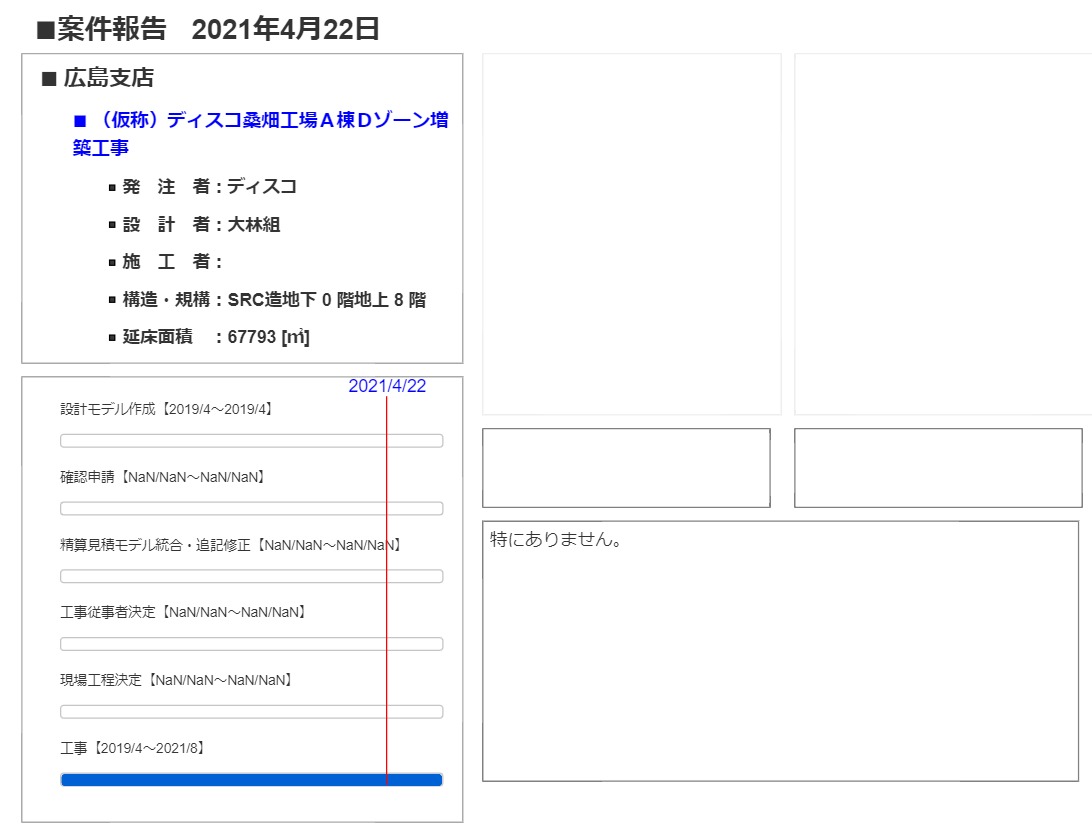 ■案件報告 2021年4月22日
■ 広島支店
■ （仮称）ディスコ桑畑工場Ａ棟Ｄゾーン増
築工事
▪ 発　注　者：ディスコ
▪ 設　計　者：大林組
▪ 施　工　者：
▪ 構造・規構：SRC造地下 0 階地上 8 階
▪ 延床面積　：67793 [㎡]
2021/4/22
設計モデル作成【2019/4～2019/4】
確認申請【NaN/NaN～NaN/NaN】
精算見積モデル統合・追記修正【NaN/NaN～NaN/NaN】
工事従事者決定【NaN/NaN～NaN/NaN】
現場工程決定【NaN/NaN～NaN/NaN】
工事【2019/4～2021/8】
特にありません。